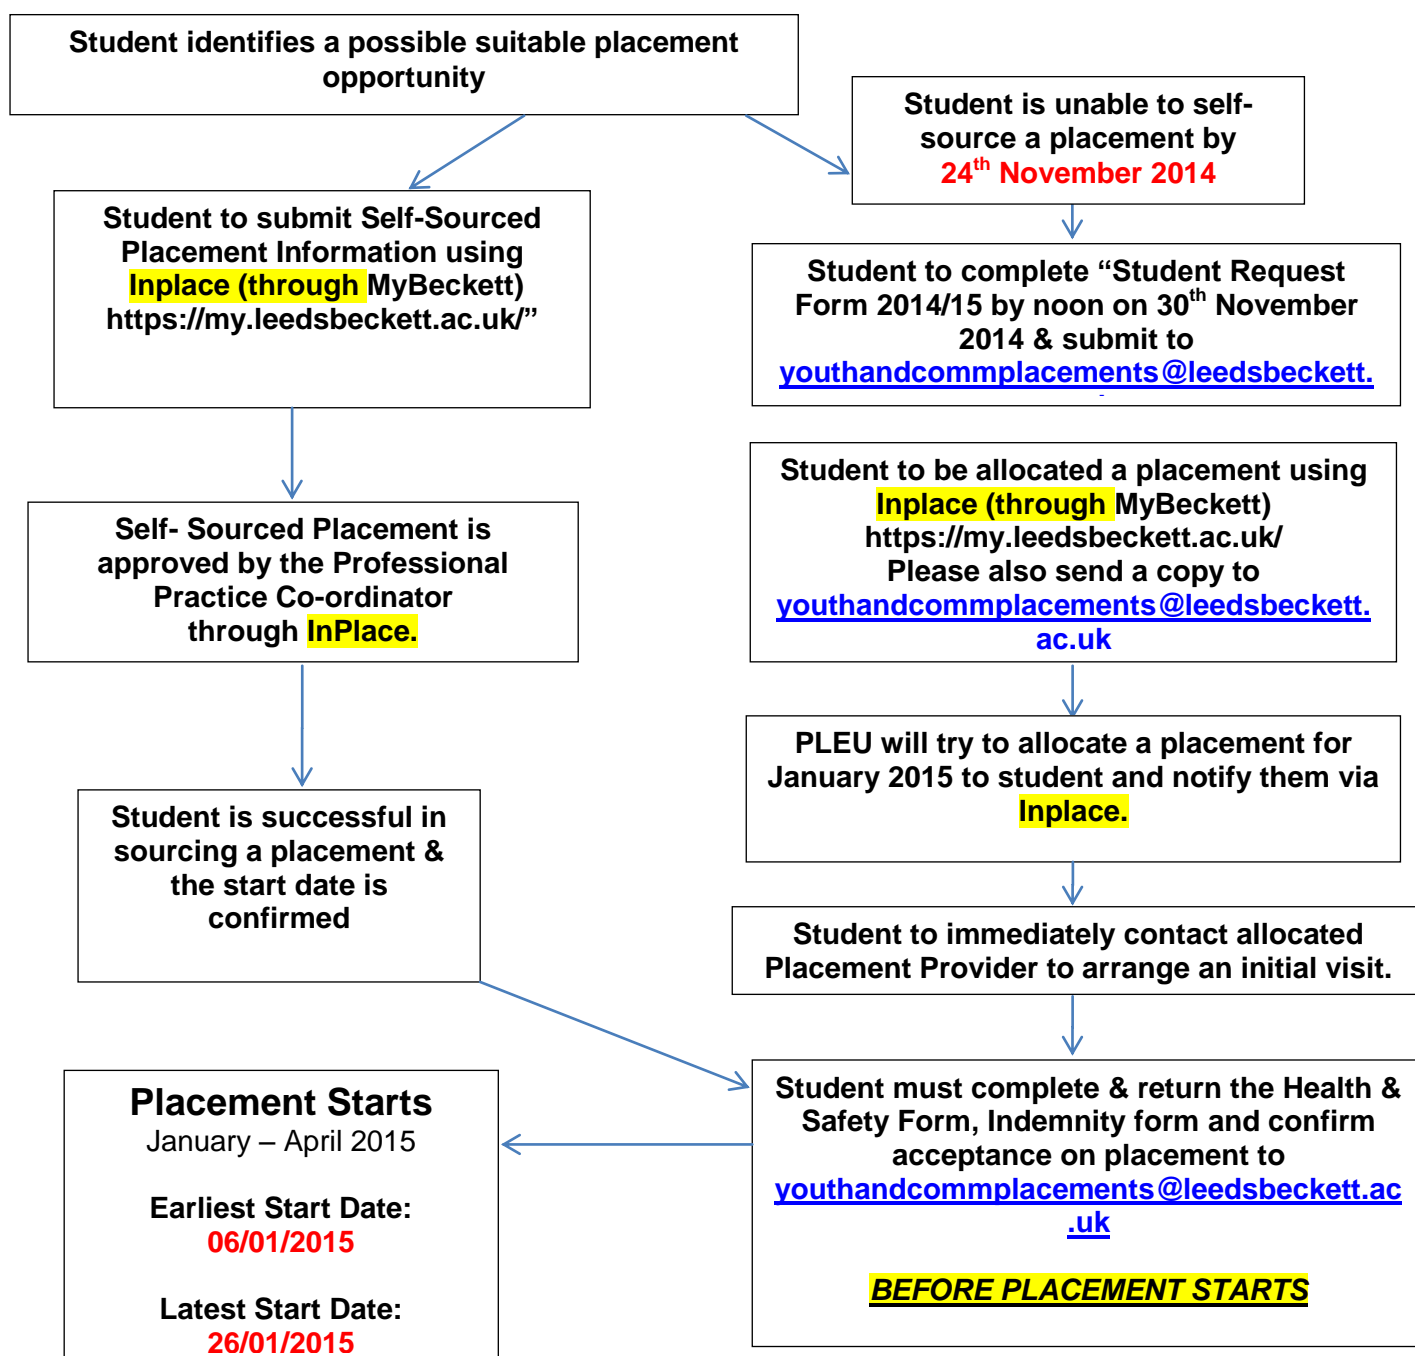 Student identifies a possible suitable placement
opportunity
Student is unable to self-
source a placement by
24th November 2014
Student to submit Self-Sourced
Placement Information using
Inplace (through MyBeckett)
https://my.leedsbeckett.ac.uk/”
Student to complete “Student Request
Form 2014/15 by noon on 30th November
2014 & submit to
youthandcommplacements@leedsbeckett.
Self- Sourced Placement is
approved by the Professional
Practice Co-ordinator
through InPlace.
Student to be allocated a placement using
Inplace (through MyBeckett)
https://my.leedsbeckett.ac.uk/
Please also send a copy to
youthandcommplacements@leedsbeckett.
ac.uk
PLEU will try to allocate a placement for
January 2015 to student and notify them via
Inplace.
Student is successful in
sourcing a placement &
the start date is
confirmed
Student to immediately contact allocated
Placement Provider to arrange an initial visit.
Student must complete & return the Health &
Safety Form, Indemnity form and confirm
acceptance on placement to
youthandcommplacements@leedsbeckett.ac
.uk
BEFORE PLACEMENT STARTS
Placement Starts
January – April 2015
Earliest Start Date:
06/01/2015
Latest Start Date:
26/01/2015